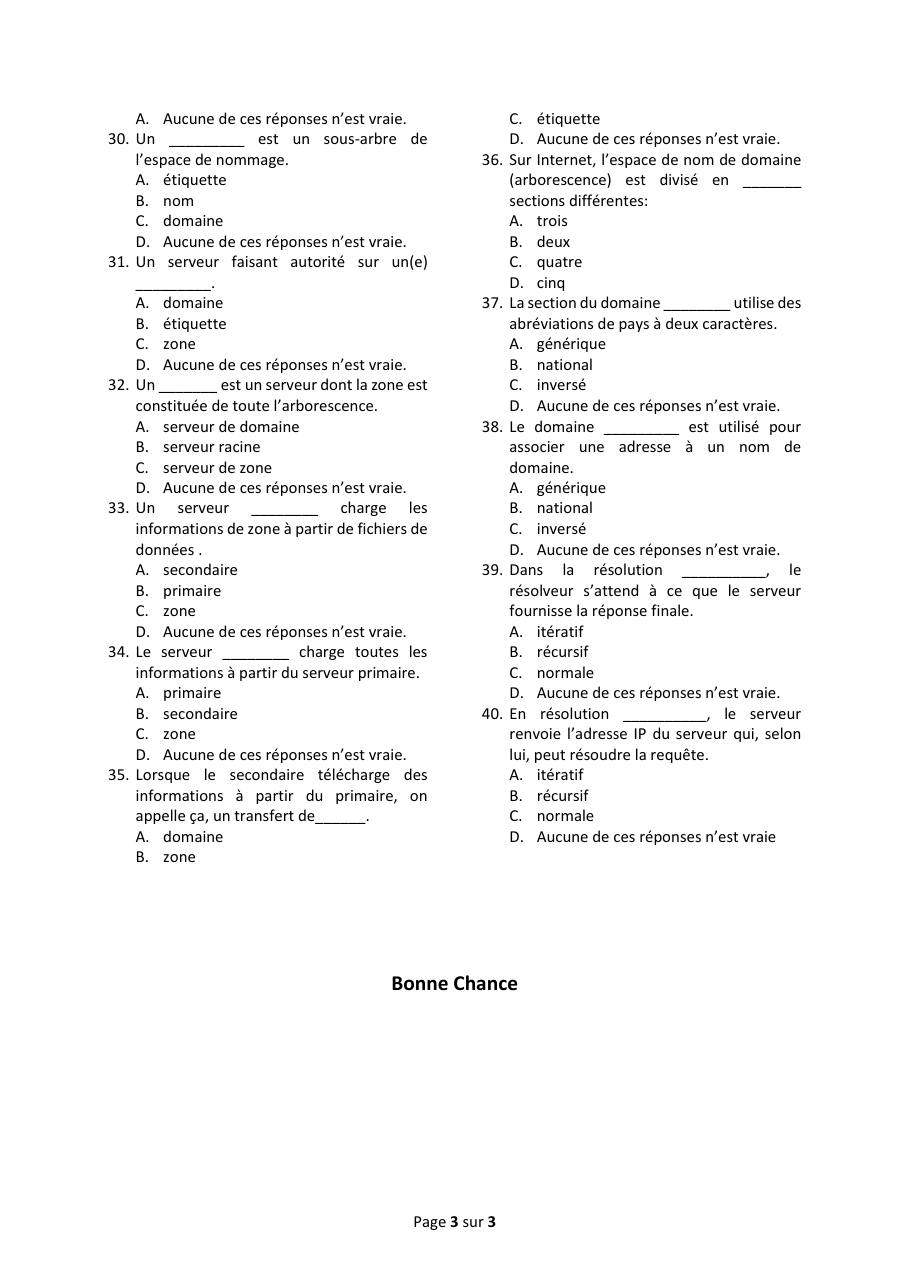 A. Aucune de ces réponses n’est vraie.
30. Un _________ est un sous-arbre de
l’espace de nommage.
A. étiquette
B. nom
C. domaine
D. Aucune de ces réponses n’est vraie.
31. Un serveur faisant autorité sur un(e)
_________.
A. domaine
B. étiquette
C. zone
D. Aucune de ces réponses n’est vraie.
32. Un _______ est un serveur dont la zone est
constituée de toute l’arborescence.
A. serveur de domaine
B. serveur racine
C. serveur de zone
D. Aucune de ces réponses n’est vraie.
33. Un serveur ________ charge les
informations de zone à partir de fichiers de
données .
A. secondaire
B. primaire
C. zone
D. Aucune de ces réponses n’est vraie.
34. Le serveur ________ charge toutes les
informations à partir du serveur primaire.
A. primaire
B. secondaire
C. zone
D. Aucune de ces réponses n’est vraie.
35. Lorsque le secondaire télécharge des
informations à partir du primaire, on
appelle ça, un transfert de______.
A. domaine
B. zone
C. étiquette
D. Aucune de ces réponses n’est vraie.
36. Sur Internet, l’espace de nom de domaine
(arborescence) est divisé en _______
sections différentes:
A. trois
B. deux
C. quatre
D. cinq
37. La section du domaine ________ utilise des
abréviations de pays à deux caractères.
A. générique
B. national
C. inversé
D. Aucune de ces réponses n’est vraie.
38. Le domaine _________ est utilisé pour
associer une adresse à un nom de
domaine.
A. générique
B. national
C. inversé
D. Aucune de ces réponses n’est vraie.
39. Dans la résolution __________, le
résolveur s’attend à ce que le serveur
fournisse la réponse finale.
A. itératif
B. récursif
C. normale
D. Aucune de ces réponses n’est vraie.
40. En résolution __________, le serveur
renvoie l’adresse IP du serveur qui, selon
lui, peut résoudre la requête.
A. itératif
B. récursif
C. normale
D. Aucune de ces réponses n’est vraie
Bonne Chance
Page 3 sur 3